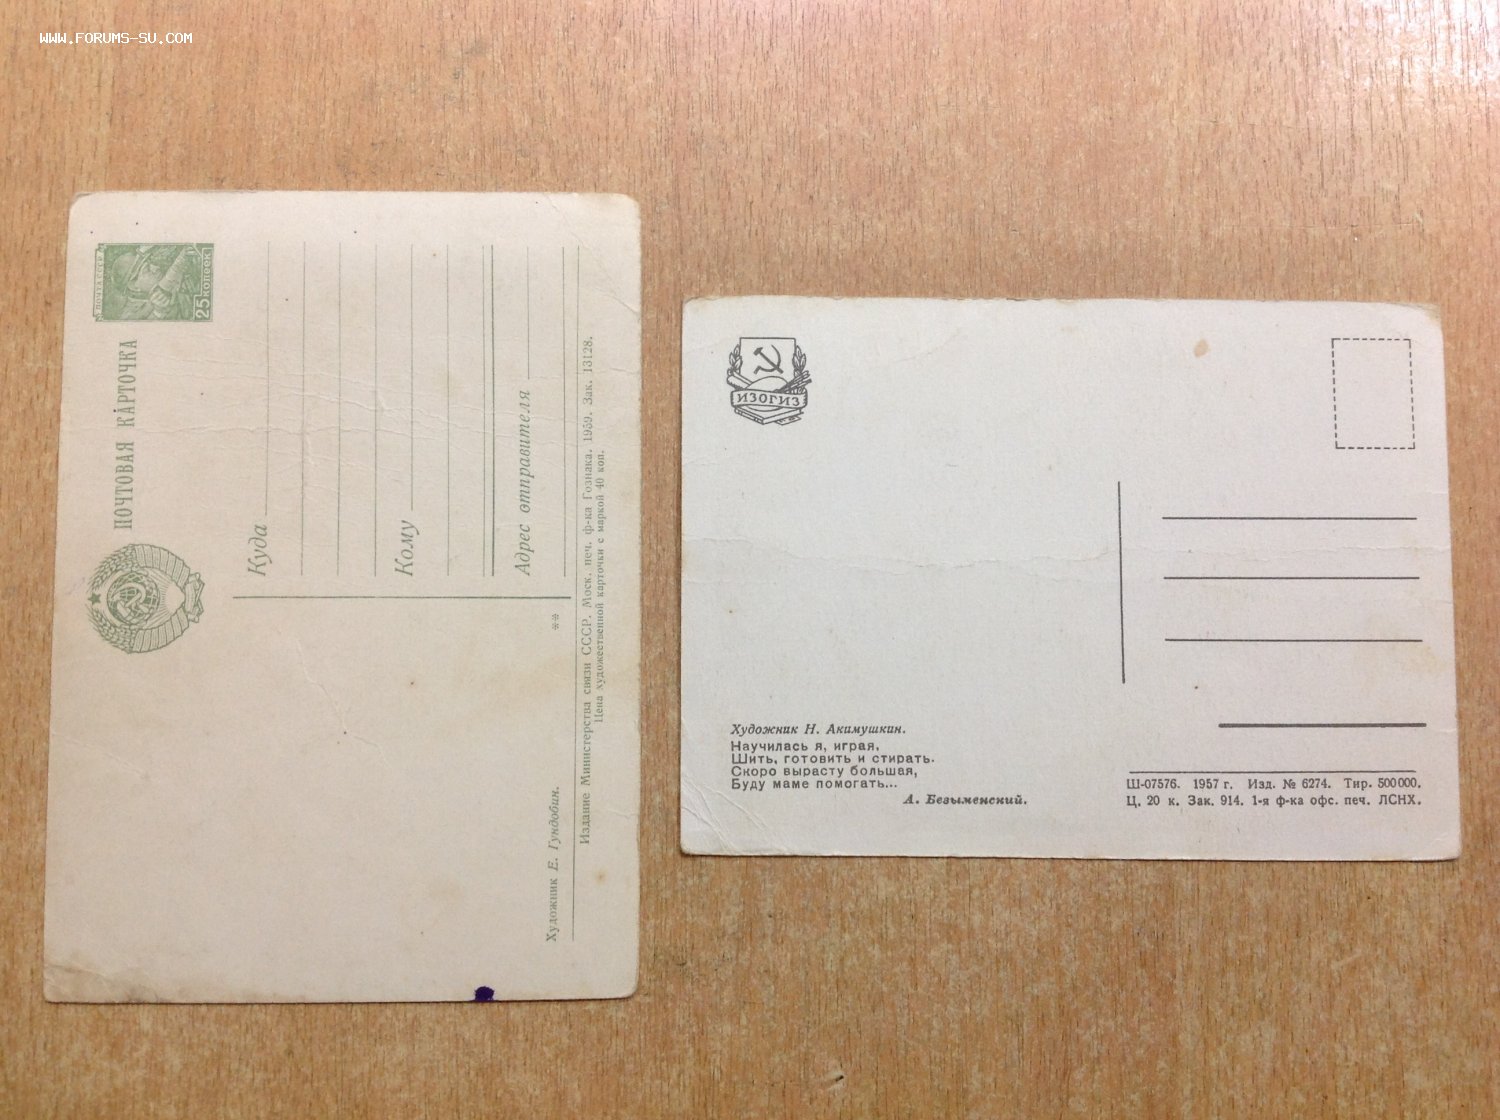 WWW.FORUMS-SU.COM
ПОЧТА СССР
25 КОПЕЕК
ПОЧТОВАЯ КАРТОЧКА
Куда
Кому
Адрес отправителя
**
Художник Е. Гундобин.
Издание Министерства связи СССР. Моск. печ. ф-ка Гознака. 1959. Зак. 13128.
Цена художественной карточки с маркой 40 коп.
ИЗОГИЗ
Художник Н. Акимушкин.
Научилась я, играя,
Шить, готовить и стирать.
Скоро вырасту большая,
Буду маме помогать...
А. Безыменский.
Ш-07576. 1957 г. Изд. № 6274. Тир. 500 000.
Ц. 20 к. Зак. 914. 1-я ф-ка офс. печ. ЛСНХ.